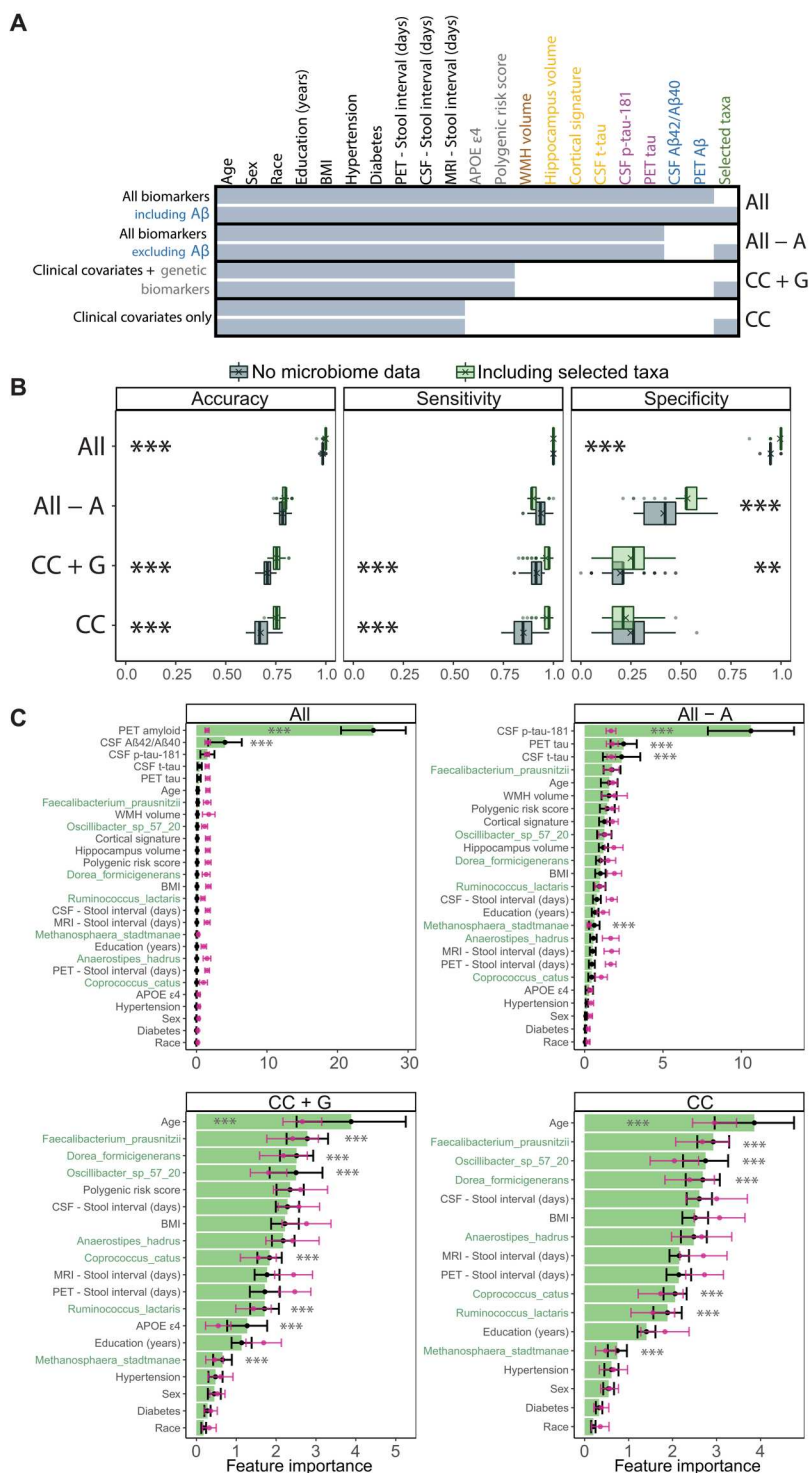 A
Age
Sex
Race
Education (years)
BMI
Hypertension
Diabetes
PET - Stool interval (days)
CSF - Stool interval (days)
MRI - Stool interval (days)
APOE ε4
Polygenic risk score
WMH volume
Hippocampus volume
Cortical signature
CSF t-tau
CSF p-tau-181
PET tau
CSF Aβ42/Aβ40
PET Aβ
Selected taxa
All biomarkers
including Aβ
All
All biomarkers
excluding Aβ
All – A
Clinical covariates + genetic
biomarkers
CC + G
Clinical covariates only
CC
B
No microbiome data
Including selected taxa
Accuracy
Sensitivity
Specificity
All
***
***
All – A
***
CC + G
***
***
**
CC
***
***
0.0 0.25 0.50 0.75 1.0
0.0 0.25 0.50 0.75 1.0
0.0 0.25 0.50 0.75 1.0
C
All
PET amyloid
***
CSF Aβ42/Aβ40
***
CSF p-tau-181
CSF t-tau
PET tau
Age
Faecalibacterium_prausnitzii
WMH volume
Oscillibacter_sp_57_20
Cortical signature
Hippocampus volume
Polygenic risk score
Dorea_formicigenerans
BMI
Ruminococcus_lactaris
CSF - Stool interval (days)
MRI - Stool interval (days)
Methanosphaera_stadtmanae
Education (years)
Anaerostipes_hadrus
PET - Stool interval (days)
Coprococcus_catus
APOE ε4
Hypertension
Sex
Diabetes
Race
0 10 20 30
All – A
CSF p-tau-181
***
PET tau
***
CSF t-tau
***
Faecalibacterium_prausnitzii
Age
WMH volume
Polygenic risk score
Cortical signature
Oscillibacter_sp_57_20
Hippocampus volume
Dorea_formicigenerans
BMI
Ruminococcus_lactaris
CSF - Stool interval (days)
Education (years)
Methanosphaera_stadtmanae
***
Anaerostipes_hadrus
MRI - Stool interval (days)
PET - Stool interval (days)
Coprococcus_catus
APOE ε4
Hypertension
Sex
Diabetes
Race
0 5 10
CC + G
Age
***
Faecalibacterium_prausnitzii
***
Dorea_formicigenerans
***
Oscillibacter_sp_57_20
***
Polygenic risk score
CSF - Stool interval (days)
BMI
Anaerostipes_hadrus
Coprococcus_catus
***
MRI - Stool interval (days)
PET - Stool interval (days)
Ruminococcus_lactaris
***
APOE ε4
***
Education (years)
Methanosphaera_stadtmanae
***
Hypertension
Sex
Diabetes
Race
0 1 2 3 4 5
Feature importance
CC
Age
***
Faecalibacterium_prausnitzii
***
Oscillibacter_sp_57_20
***
Dorea_formicigenerans
***
CSF - Stool interval (days)
BMI
Anaerostipes_hadrus
MRI - Stool interval (days)
PET - Stool interval (days)
Coprococcus_catus
***
Ruminococcus_lactaris
***
Education (years)
Methanosphaera_stadtmanae
***
Hypertension
Sex
Diabetes
Race
0 1 2 3 4
Feature importance